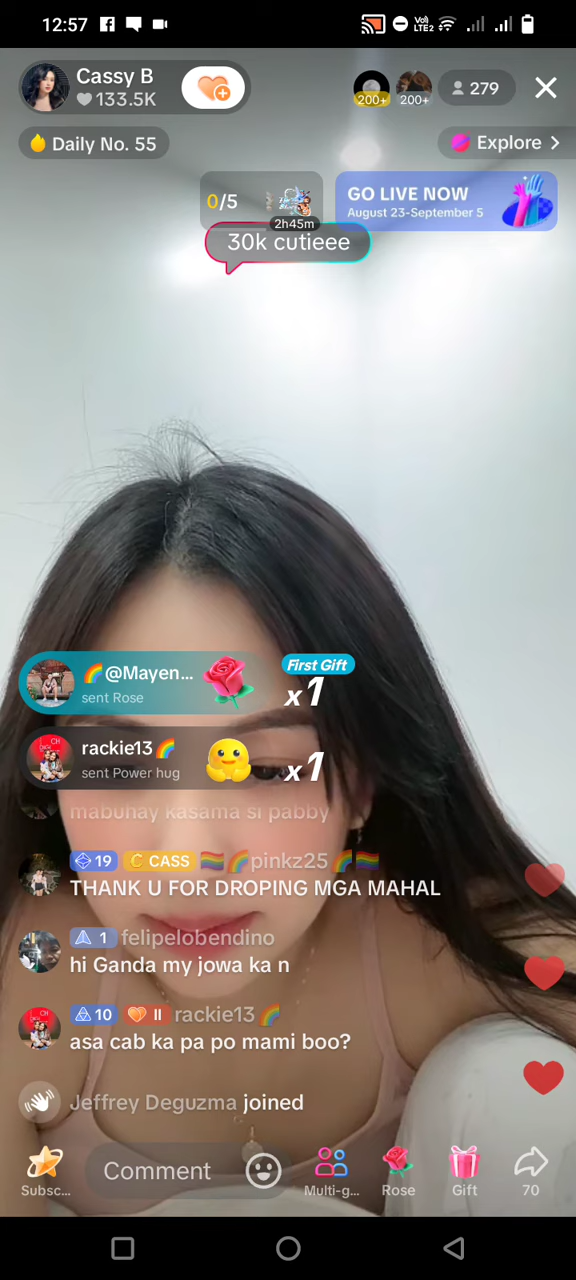 12:57
Vo))
LTE2
Cassy B
133.5K
200+
200+
279
Daily No. 55
Explore
0/5
2h45m
GO LIVE NOW
August 23-September 5
30k cutieee
@Mayen...
sent Rose
First Gift
x1
rackie13
sent Power hug
x1
mabuhay kasama si pabby
19 C CASS pinkz25
THANK U FOR DROPING MGA MAHAL
1 felipelobendino
hi Ganda my jowa ka n
10 II rackie13
asa cab ka pa po mami boo?
Jeffrey Deguzma joined
Subsc...
Comment
Multi-g...
Rose
Gift
70